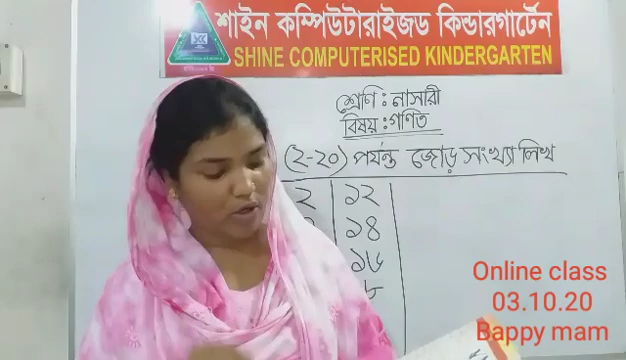 শাইন কম্পিউটারাইজড কিন্ডারগার্টেন
SHINE COMPUTERISED KINDERGARTEN
শ্রেণি : নার্সারী
বিষয় : গণিত
(২-২০) পর্যন্ত জোড় সংখ্যা লিখ
২ ১২
১৪
১৬
৮
Online class
03.10.20
Bappy mam